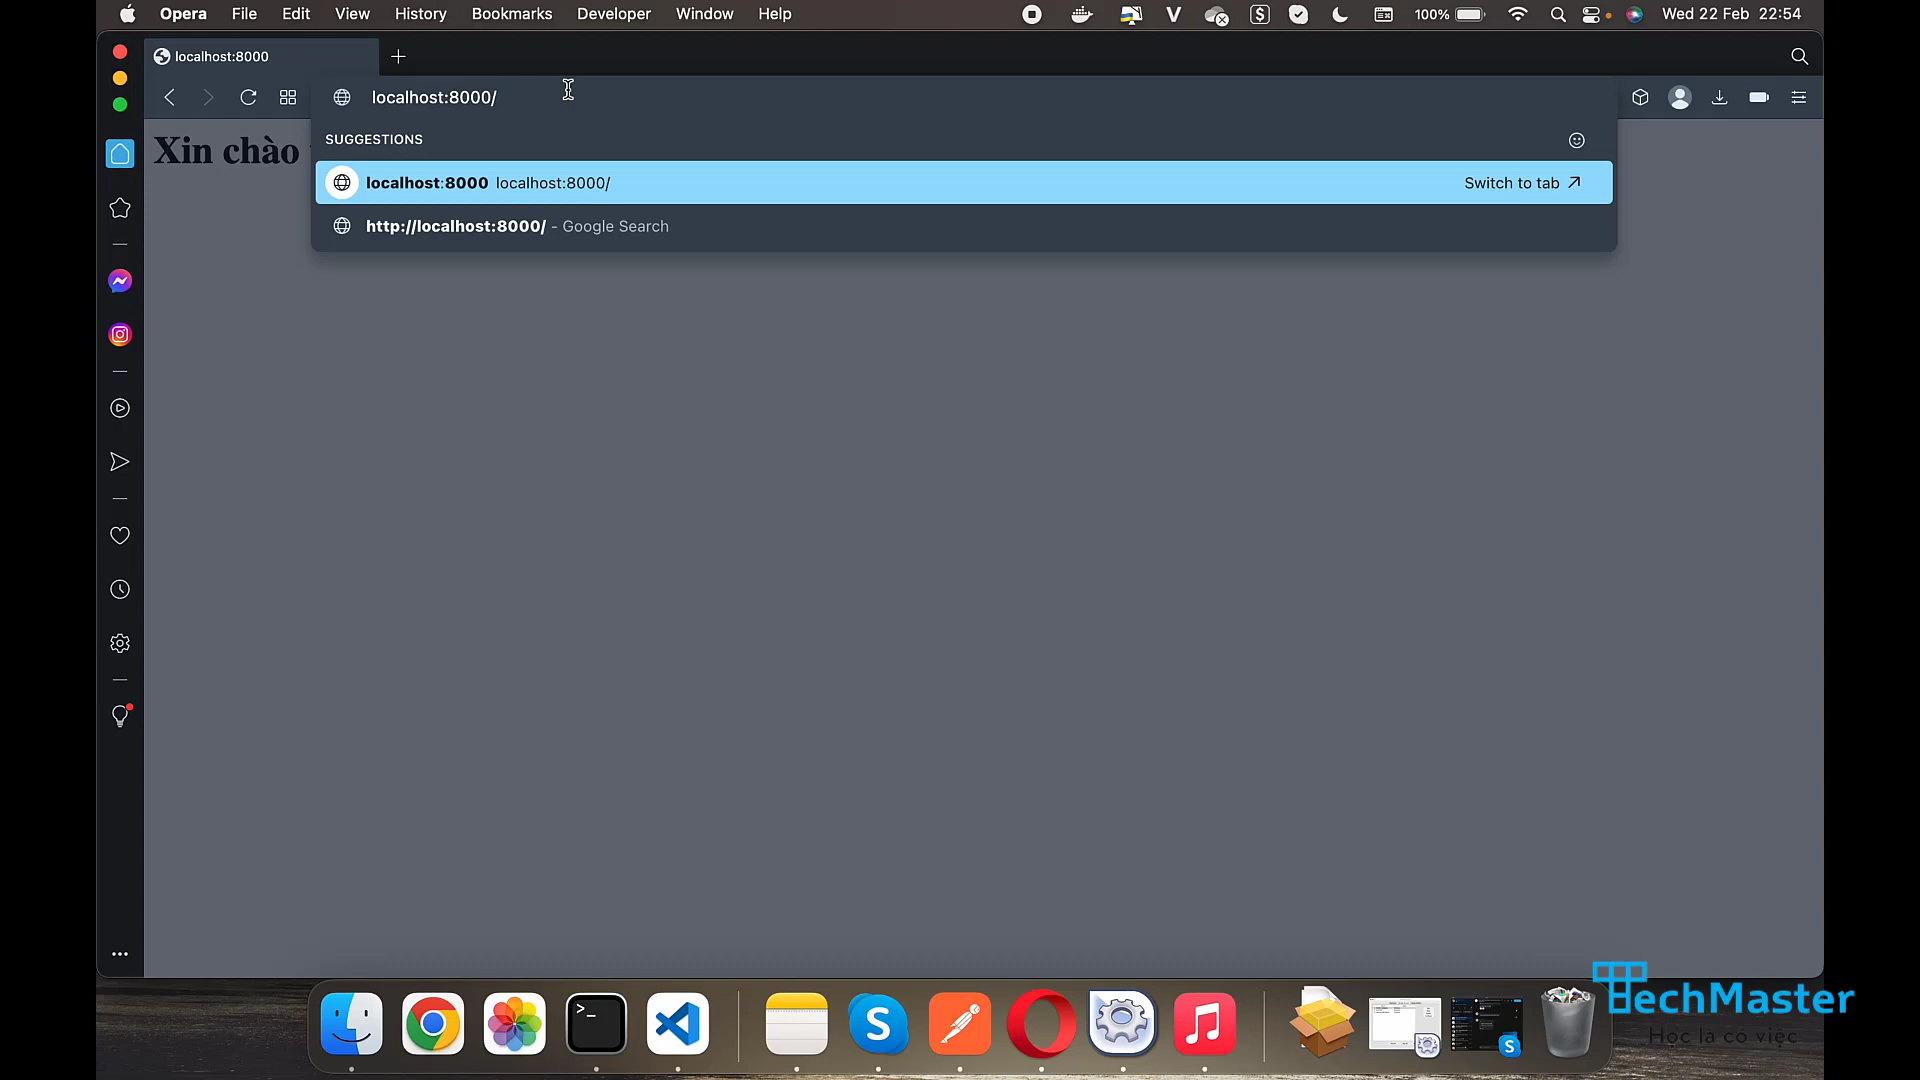 Opera File Edit View History Bookmarks Developer Window Help 100% Wed 22 Feb 22:54
localhost:8000
localhost:8000/
SUGGESTIONS
Xin chào
localhost:8000 localhost:8000/ Switch to tab
http://localhost:8000/ - Google Search
TechMaster
Học là có việc